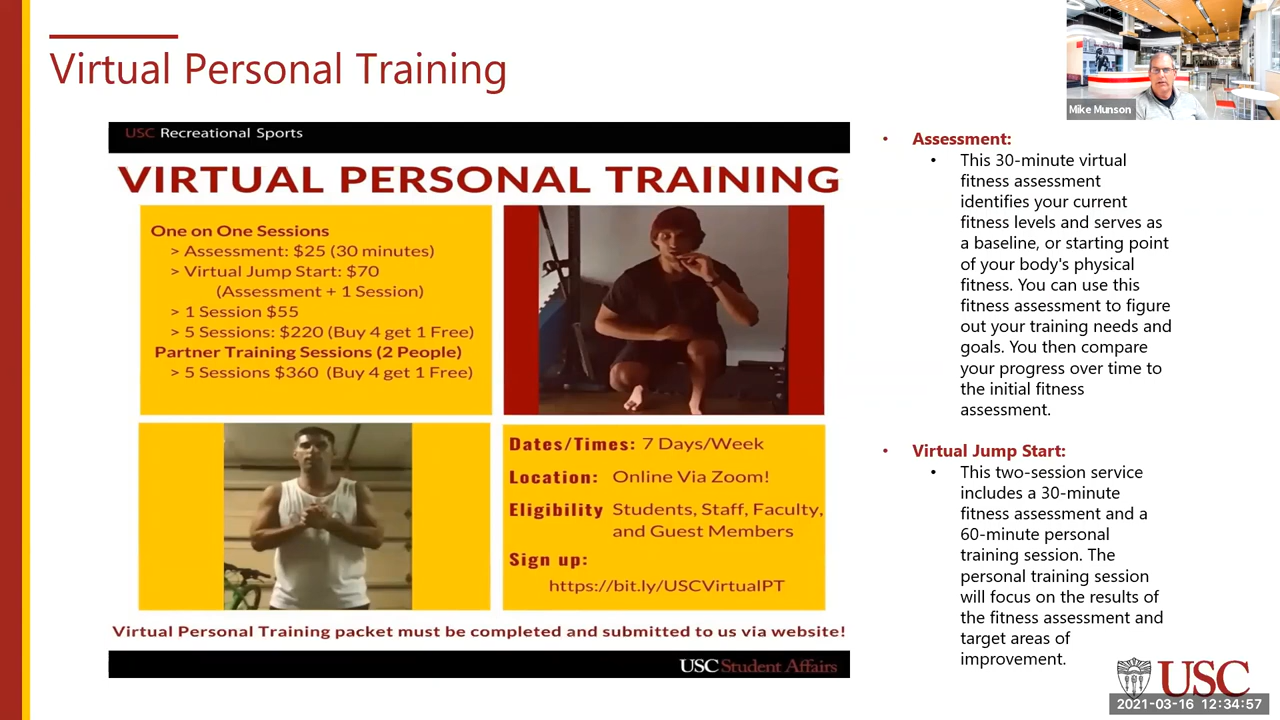 Virtual Personal Training
Mike Munson
USC Recreational Sports
VIRTUAL PERSONAL TRAINING
One on One Sessions
> Assessment: $25 (30 minutes)
> Virtual Jump Start: $70
(Assessment + 1 Session)
> 1 Session $55
> 5 Sessions: $220 (Buy 4 get 1 Free)
Partner Training Sessions (2 People)
> 5 Sessions $360 (Buy 4 get 1 Free)
Dates/Times: 7 Days/Week
Location: Online Via Zoom!
Eligibility Students, Staff, Faculty,
and Guest Members
Sign up:
https://bit.ly/USCVirtualPT
Virtual Personal Training packet must be completed and submitted to us via website!
USC Student Affairs
• Assessment:
• This 30-minute virtual
fitness assessment
identifies your current
fitness levels and serves as
a baseline, or starting point
of your body's physical
fitness. You can use this
fitness assessment to figure
out your training needs and
goals. You then compare
your progress over time to
the initial fitness
assessment.
• Virtual Jump Start:
• This two-session service
includes a 30-minute
fitness assessment and a
60-minute personal
training session. The
personal training session
will focus on the results of
the fitness assessment and
target areas of
improvement.
USC
2021-03-16 12:34:57